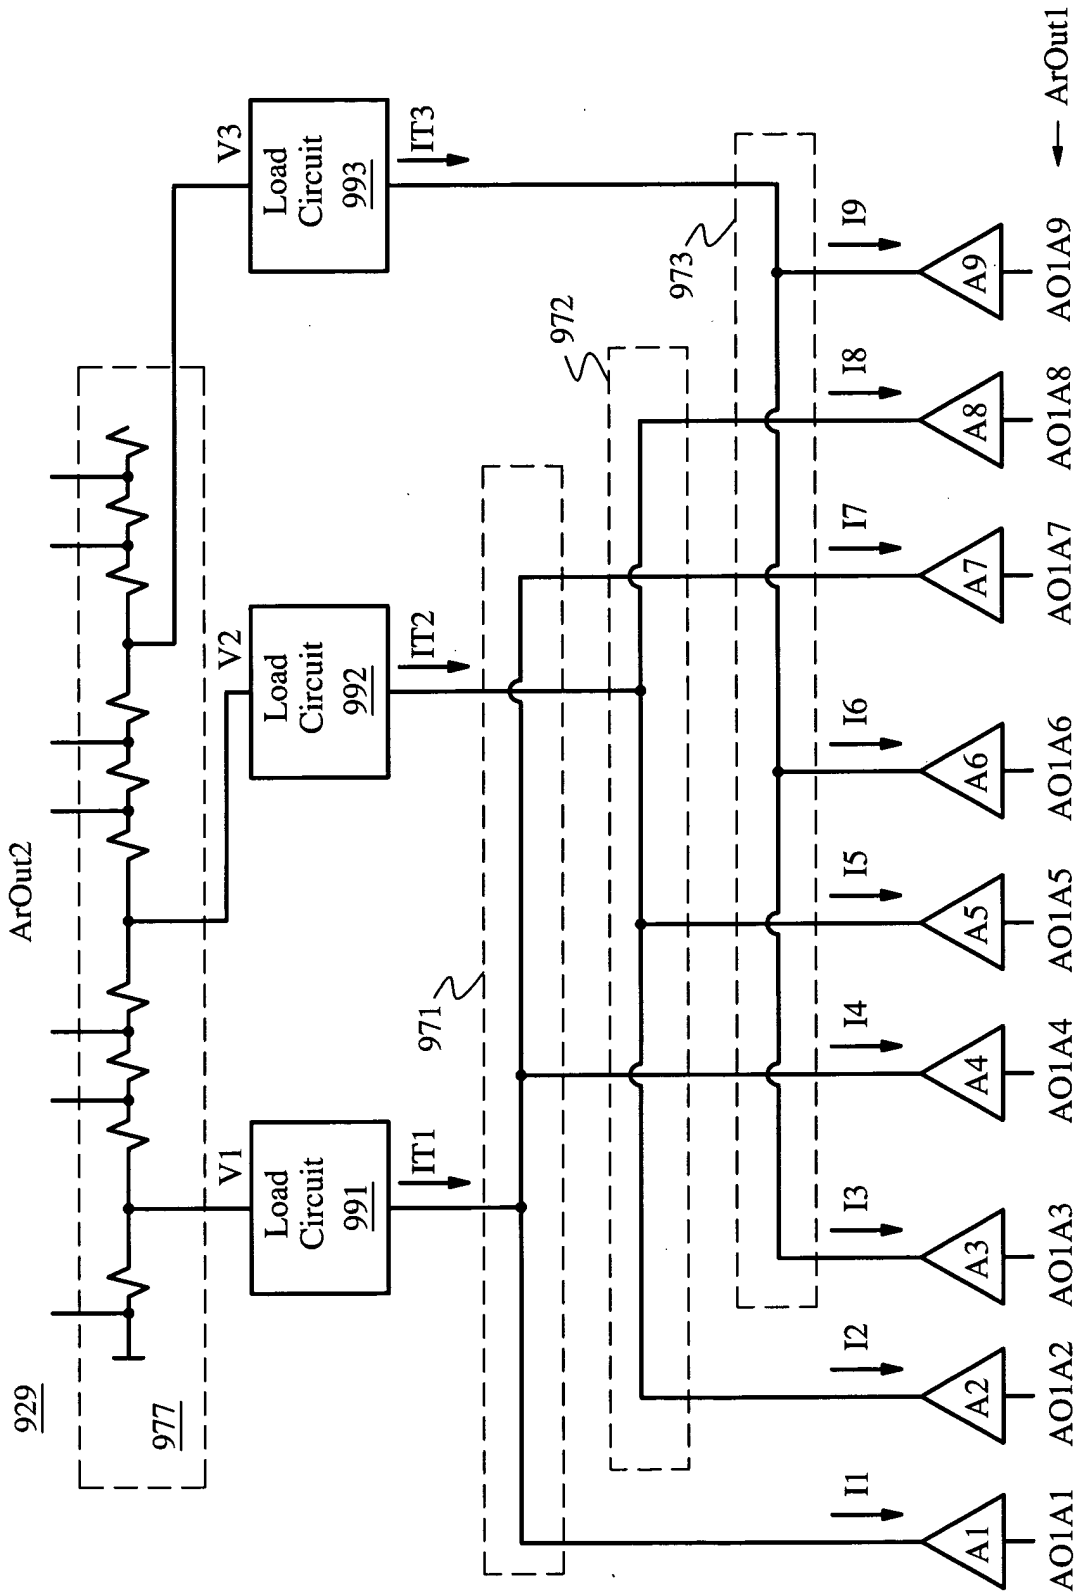 929
ArOut2
977
V1
V2
V3
Load
Circuit
991
Load
Circuit
992
Load
Circuit
993
IT1
IT2
IT3
971
972
973
I1
I2
I3
I4
I5
I6
I7
I8
I9
A1
A2
A3
A4
A5
A6
A7
A8
A9
AO1A1
AO1A2
AO1A3
AO1A4
AO1A5
AO1A6
AO1A7
AO1A8
AO1A9
ArOut1